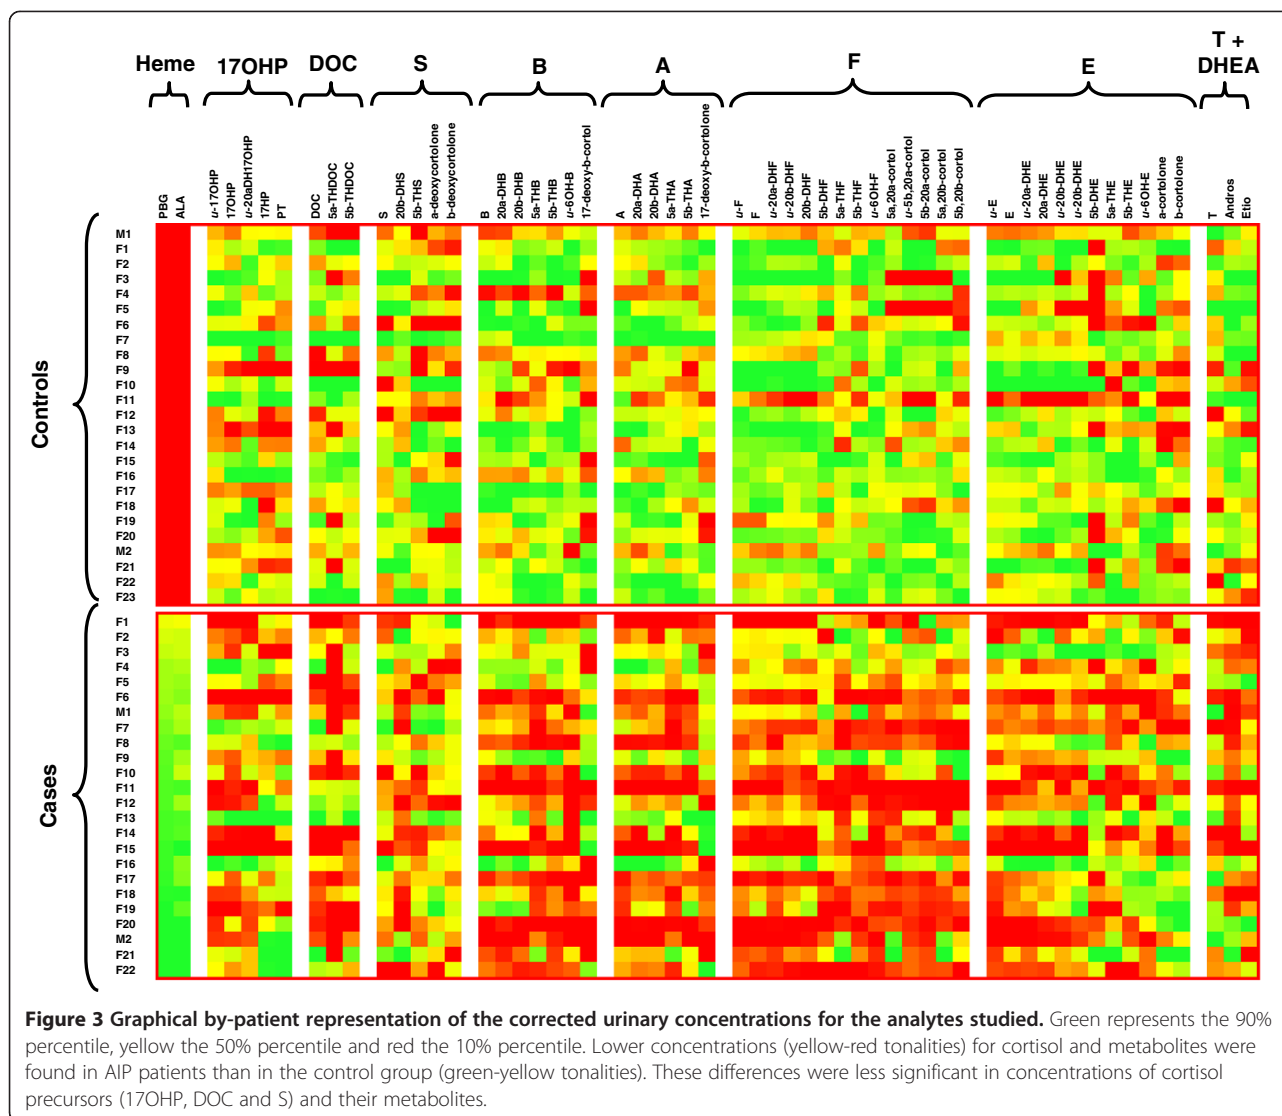 Heme 17OHP DOC S B A F E T + DHEA
PBG
ALA
u-17OHP
17OHP
u-20aDH17OHP
17HP
PT
DOC
5a-THDOC
5b-THDOC
S
20b-DHS
5b-THS
a-deoxycortolone
b-deoxycortolone
B
20a-DHB
20b-DHB
5a-THB
5b-THB
u-6OH-B
17-deoxy-b-cortol
A
20a-DHA
20b-DHA
5a-THA
5b-THA
17-deoxy-b-cortolone
u-F
F
u-20a-DHF
u-20b-DHF
20b-DHF
5b-DHF
5a-THF
5b-THF
u-6OH-F
5a,20a-cortol
u-5b,20a-cortol
5b-20a-cortol
5a,20b-cortol
5b,20b-cortol
u-E
E
u-20a-DHE
20a-DHE
u-20b-DHE
u-20b-DHE
5b-DHE
5a-THE
5b-THE
u-6OH-E
a-cortolone
b-cortolone
T
Andros
Etio
Controls
M1
F1
F2
F3
F4
F5
F6
F7
F8
F9
F10
F11
F12
F13
F14
F15
F16
F17
F18
F19
F20
M2
F21
F22
F23
Cases
F1
F2
F3
F4
F5
F6
M1
F7
F8
F9
F10
F11
F12
F13
F14
F15
F16
F17
F18
F19
F20
M2
F21
F22
Figure 3 Graphical by-patient representation of the corrected urinary concentrations for the analytes studied. Green represents the 90%
percentile, yellow the 50% percentile and red the 10% percentile. Lower concentrations (yellow-red tonalities) for cortisol and metabolites were
found in AIP patients than in the control group (green-yellow tonalities). These differences were less significant in concentrations of cortisol
precursors (17OHP, DOC and S) and their metabolites.